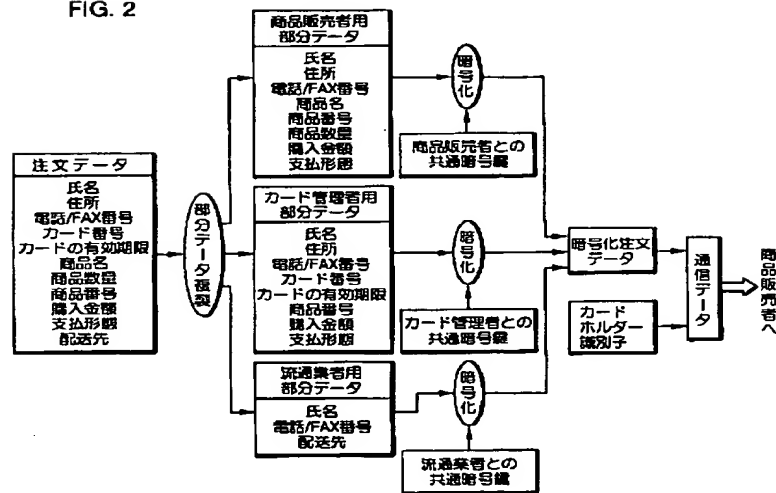 FIG. 2
注文データ
氏名
住所
電話/FAX番号
カード番号
カードの有効期限
商品名
商品数量
商品番号
購入金額
支払形態
配送先
部分データ複製
商品販売者用
部分データ
氏名
住所
電話/FAX番号
商品名
商品番号
商品数量
購入金額
支払形態
暗号化
商品販売者との
共通暗号鍵
カード管理者用
部分データ
氏名
住所
電話/FAX番号
カード番号
カードの有効期限
商品番号
購入金額
支払形態
暗号化
カード管理者との
共通暗号鍵
流通業者用
部分データ
氏名
電話/FAX番号
配送先
暗号化
流通業者との
共通暗号鍵
暗号化注文
データ
カード
ホルダー
識別子
通信データ
商品販売者へ